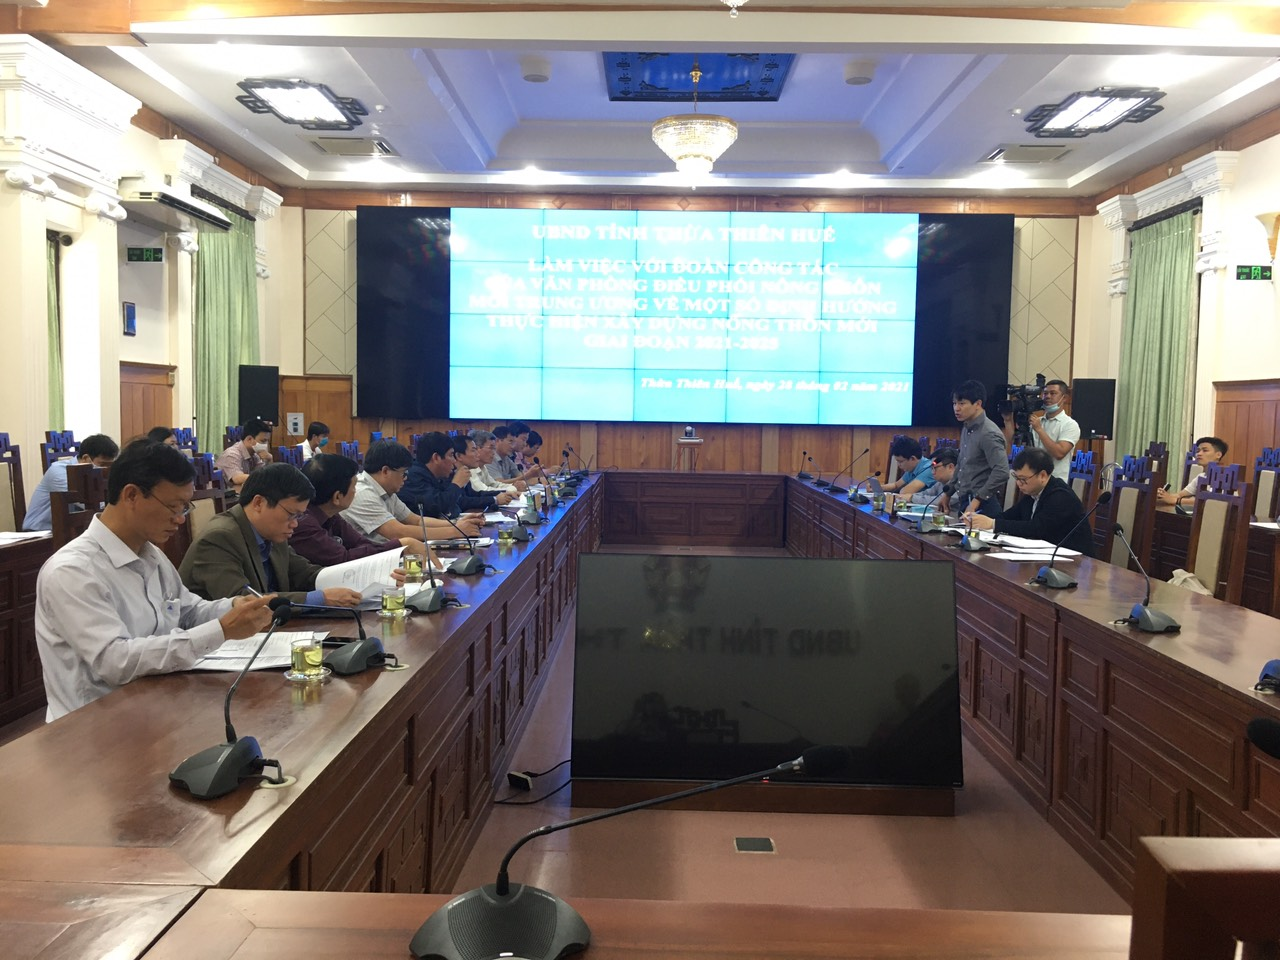 UBND TỈNH THỪA THIÊN HUẾ
LÀM VIỆC VỚI ĐOÀN CÔNG TÁC
CỦA VĂN PHÒNG ĐIỀU PHỐI NÔNG THÔN
MỚI TRUNG ƯƠNG VỀ MỘT SỐ ĐỊNH HƯỚNG
THỰC HIỆN XÂY DỰNG NÔNG THÔN MỚI
GIAI ĐOẠN 2021-2025
Thừa Thiên Huế, ngày 26 tháng 02 năm 2021